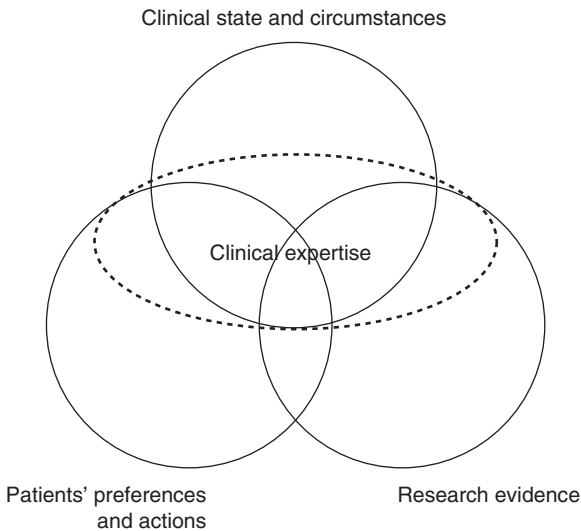 Clinical state and circumstances
Clinical expertise
Patients’ preferences
and actions
Research evidence